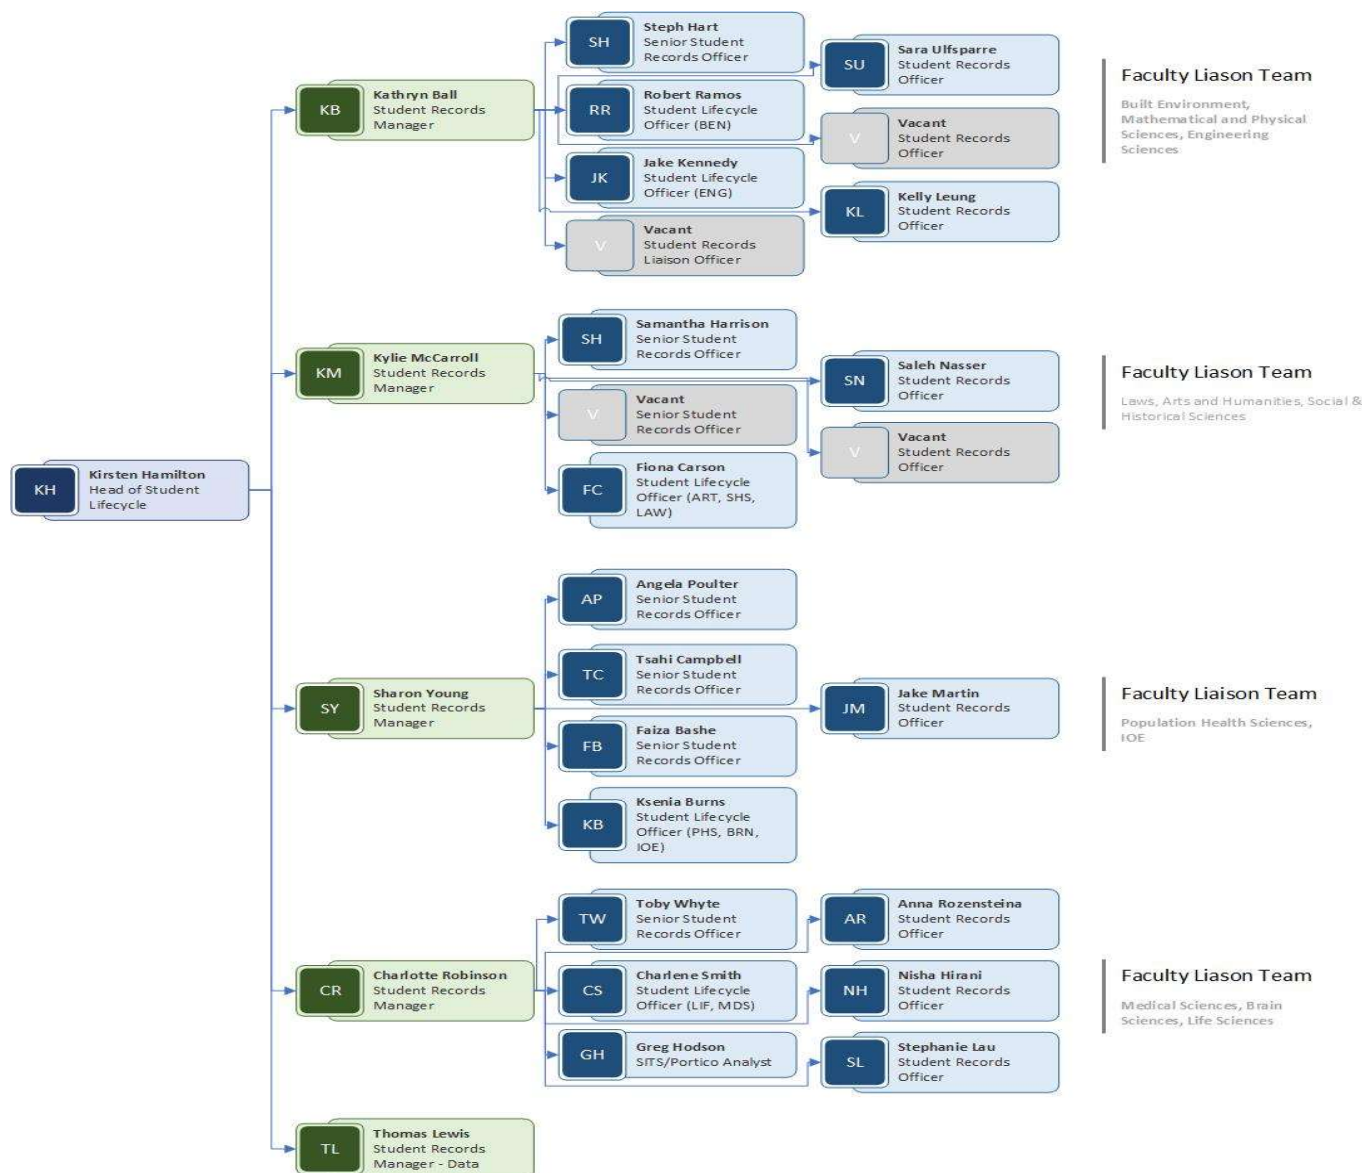 KH
Kirsten Hamilton
Head of Student
Lifecycle
KB
Kathryn Ball
Student Records
Manager
SH
Steph Hart
Senior Student
Records Officer
RR
Robert Ramos
Student Lifecycle
Officer (BEN)
JK
Jake Kennedy
Student Lifecycle
Officer (ENG)
V
Vacant
Student Records
Liaison Officer
SU
Sara Ulfsparre
Student Records
Officer
V
Vacant
Student Records
Officer
KL
Kelly Leung
Student Records
Officer
Faculty Liason Team
Built Environment,
Mathematical and Physical
Sciences, Engineering
Sciences
KM
Kylie McCarroll
Student Records
Manager
SH
Samantha Harrison
Senior Student
Records Officer
V
Vacant
Senior Student
Records Officer
FC
Fiona Carson
Student Lifecycle
Officer (ART, SHS,
LAW)
SN
Saleh Nasser
Student Records
Officer
V
Vacant
Student Records
Officer
Faculty Liason Team
Laws, Arts and Humanities, Social &
Historical Sciences
SY
Sharon Young
Student Records
Manager
AP
Angela Poulter
Senior Student
Records Officer
TC
Tsahi Campbell
Senior Student
Records Officer
FB
Faiza Bashe
Senior Student
Records Officer
KB
Ksenia Burns
Student Lifecycle
Officer (PHS, BRN,
IOE)
JM
Jake Martin
Student Records
Officer
Faculty Liaison Team
Population Health Sciences,
IOE
CR
Charlotte Robinson
Student Records
Manager
TW
Toby Whyte
Senior Student
Records Officer
CS
Charlene Smith
Student Lifecycle
Officer (LIF, MDS)
GH
Greg Hodson
SITS/Portico Analyst
AR
Anna Rozensteina
Student Records
Officer
NH
Nisha Hirani
Student Records
Officer
SL
Stephanie Lau
Student Records
Officer
Faculty Liason Team
Medical Sciences, Brain
Sciences, Life Sciences
TL
Thomas Lewis
Student Records
Manager - Data